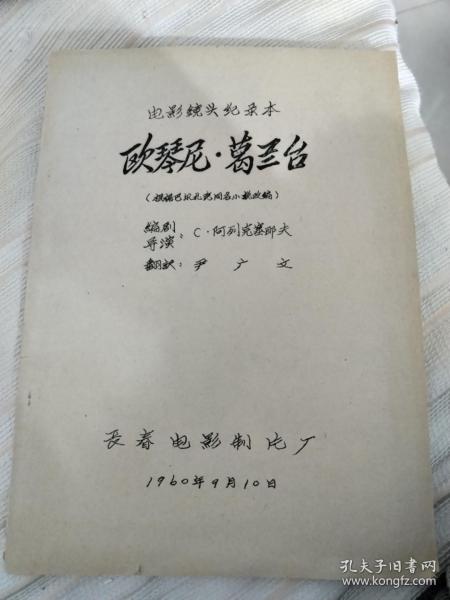 电影镜头纪录本
欧琴尼·葛兰台
(根据巴尔扎克同名小说改编)
编剧
导演：C·阿列克塞耶夫
翻訳：尹广文
長春电影制片厂
1960年9月10日
孔夫子旧书网
www.kongfz.com